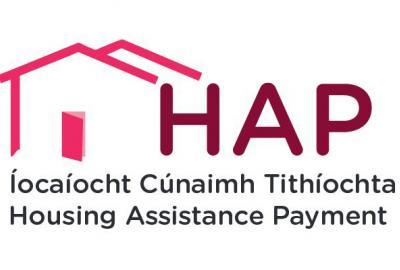 HAP
Íocaíocht Cúnaimh Tithíochta
Housing Assistance Payment